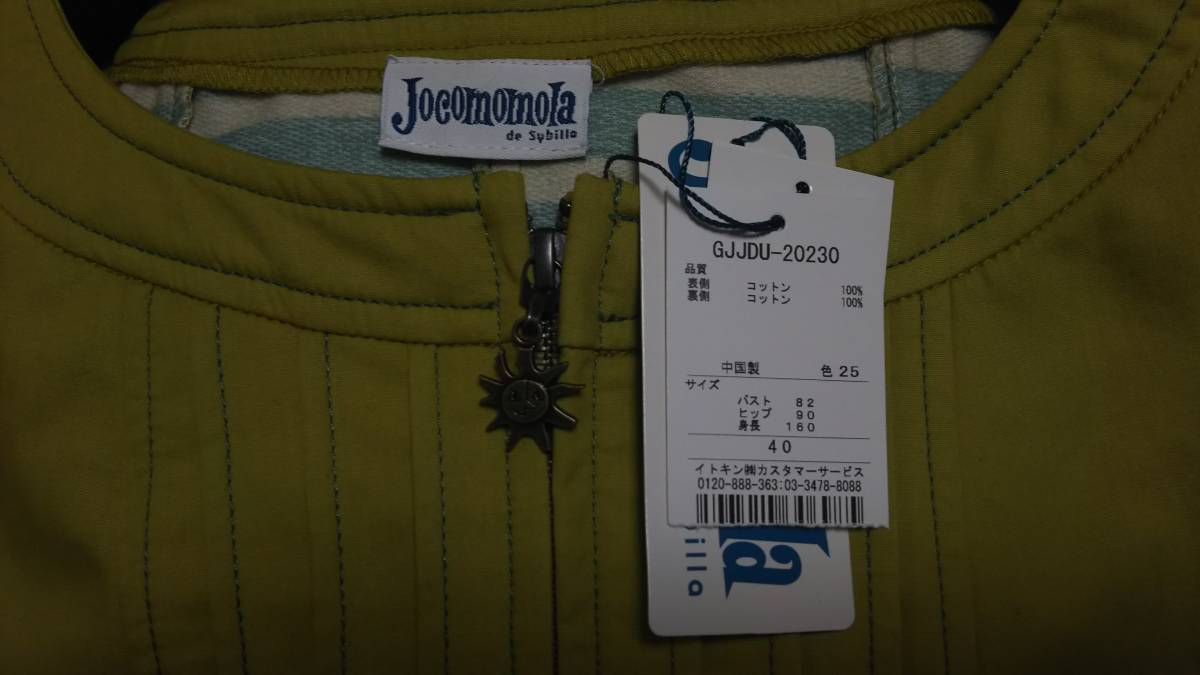 Jocomomola
de Sybilla
GJJDU-20230
品質
表側 コットン 100%
裏側 コットン 100%
中国製 色25
サイズ
バスト 82
ヒップ 90
身長 160
40
イトキン㈱カスタマーサービス
0120-888-363:03-3478-8088
la
illa